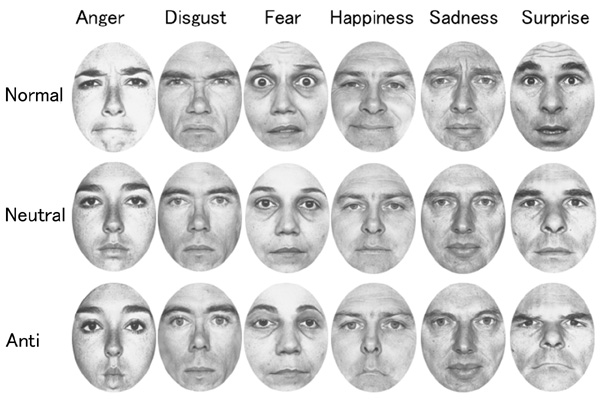 Anger Disgust Fear Happiness Sadness Surprise
Normal
Neutral
Anti